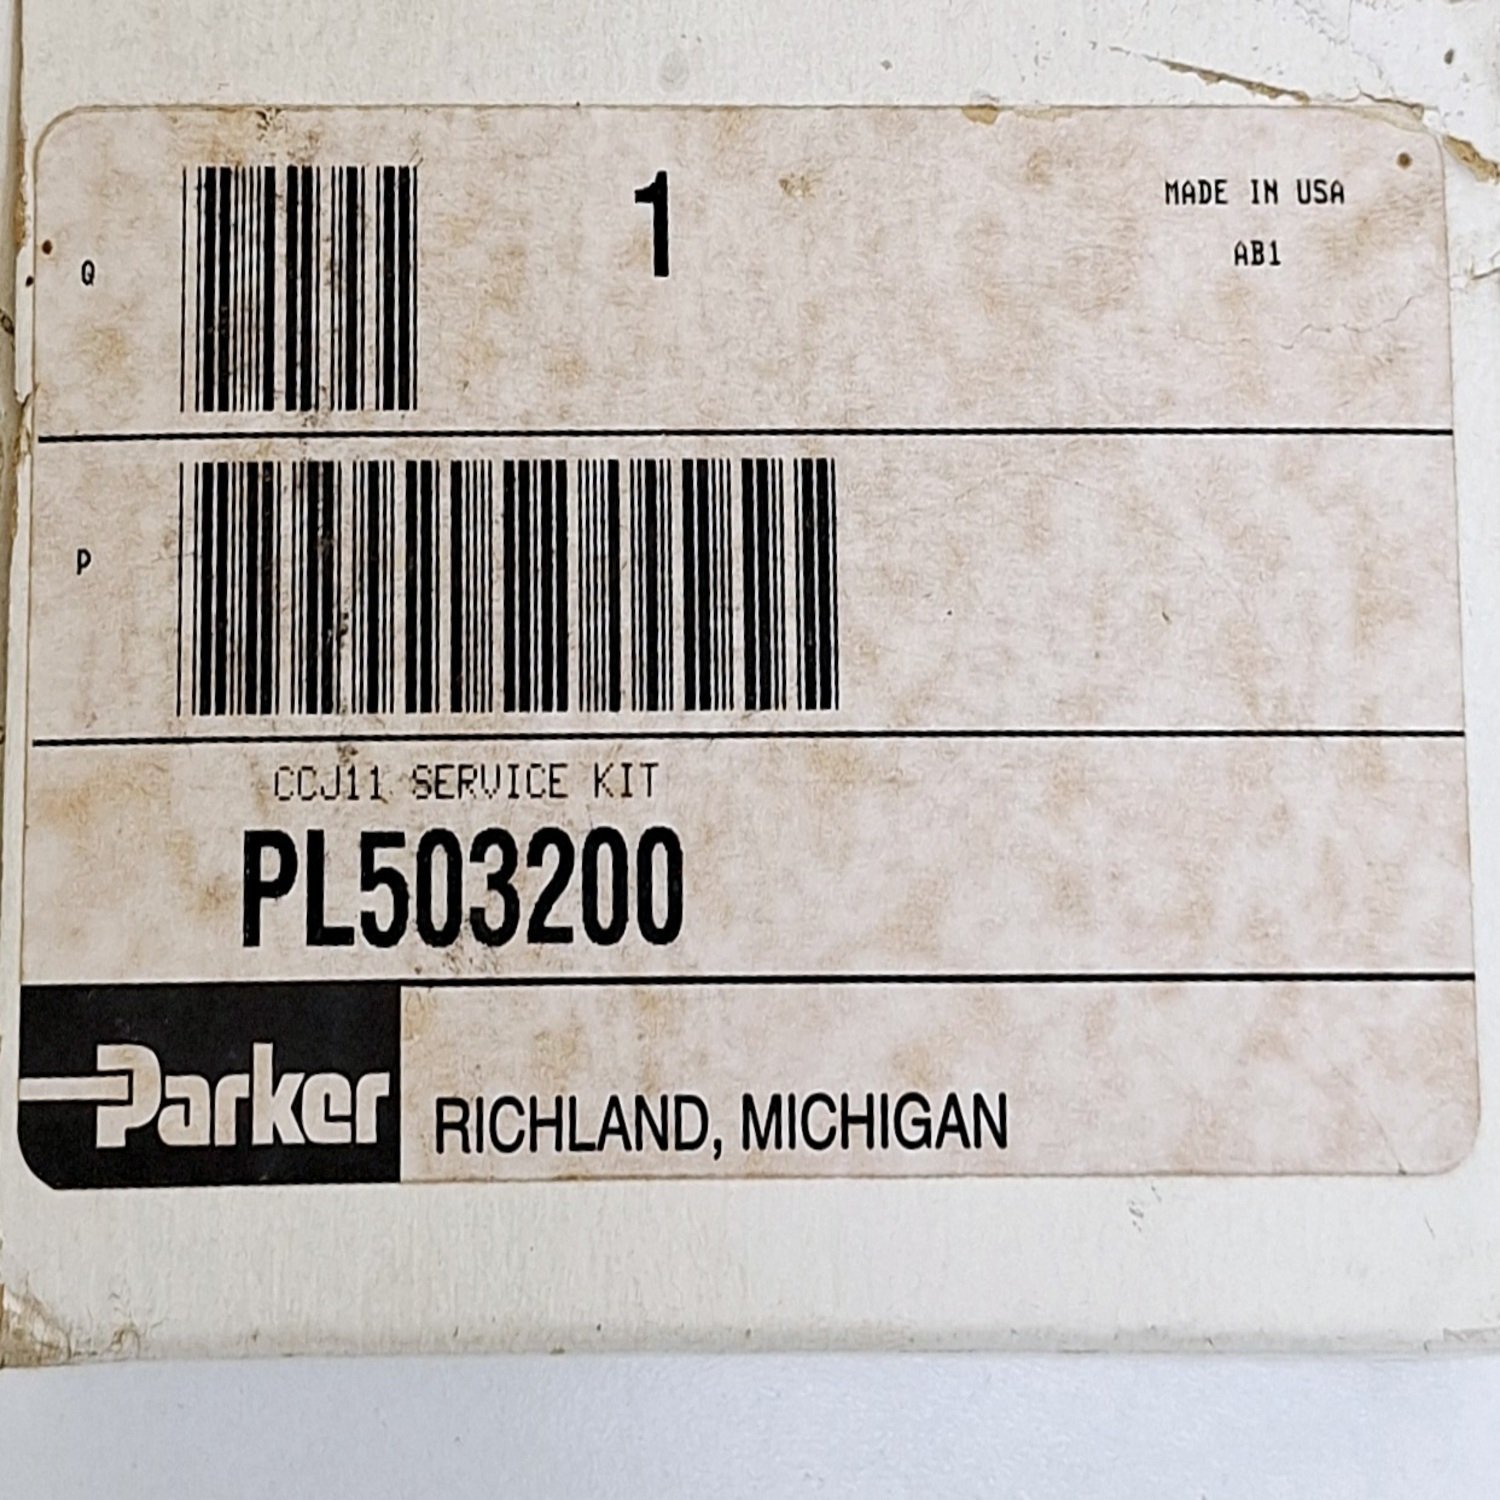 Q
1
MADE IN USA
AB1
P
CCJ11 SERVICE KIT
PL503200
Parker
RICHLAND, MICHIGAN